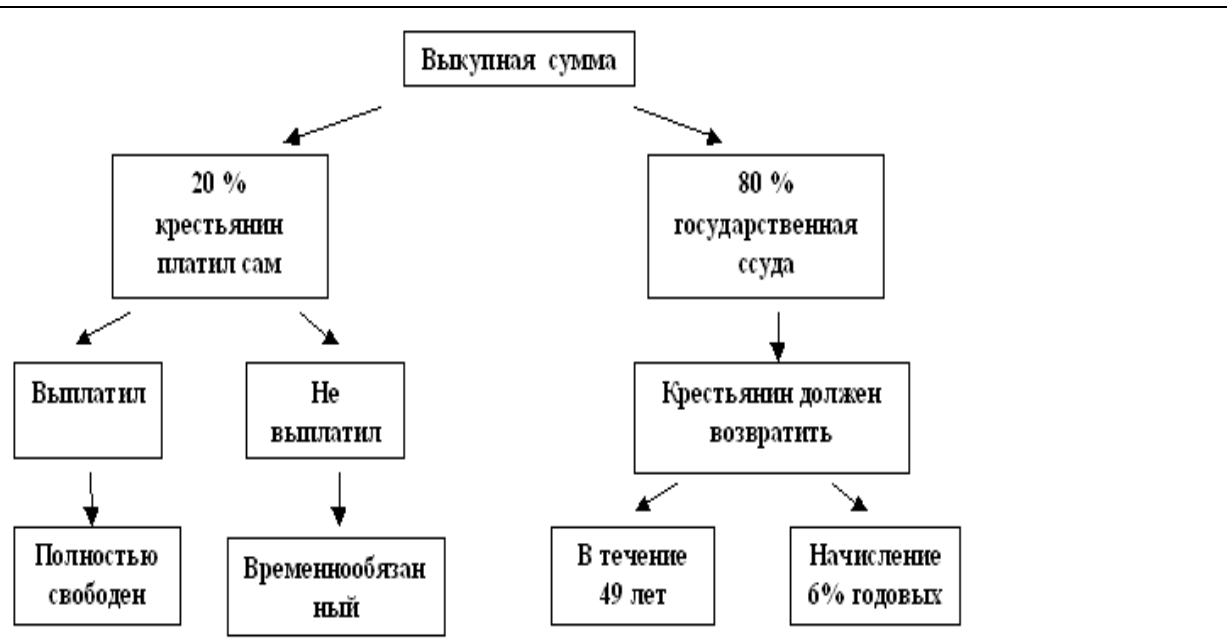 Выкупная сумма
20 %
крестьянин
платил сам
80 %
государственная
ссуда
Выплатил
Не
выплатил
Крестьянин должен
возвратить
Полностью
свободен
Временнообязан
ный
В течение
49 лет
Начисление
6% годовых